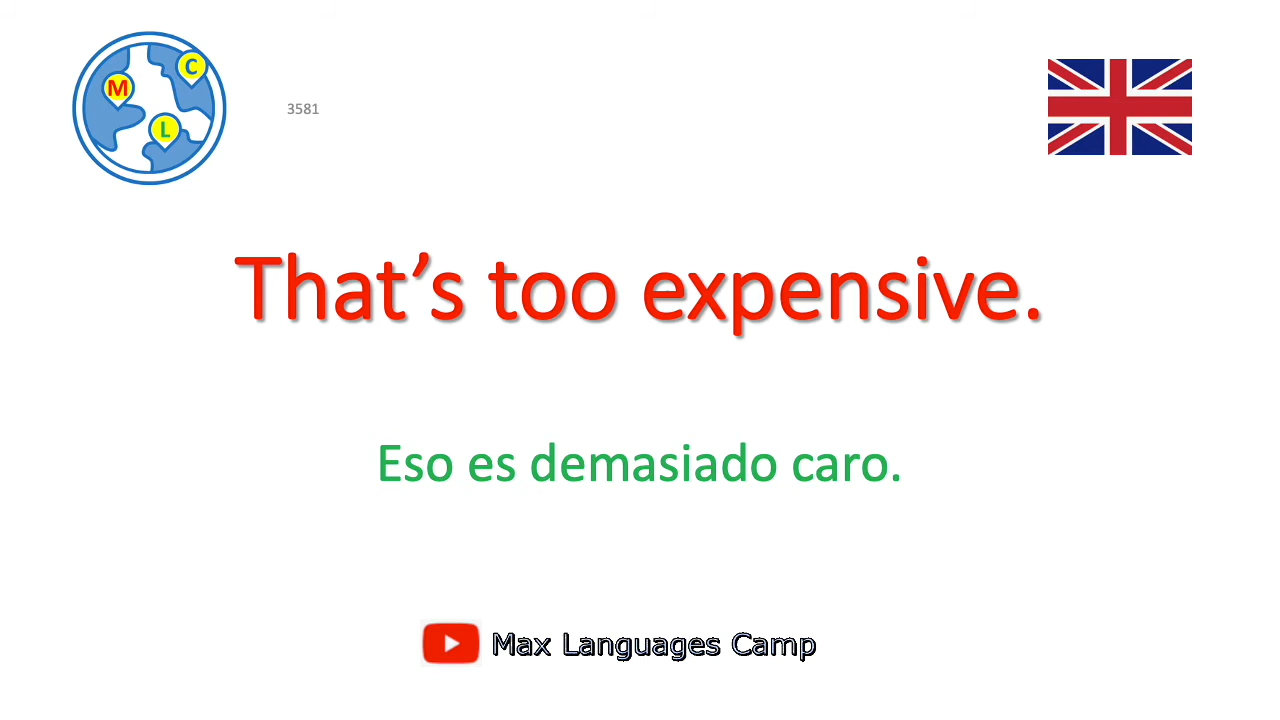 M
C
L
3581
That’s too expensive.
Eso es demasiado caro.
Max Languages Camp